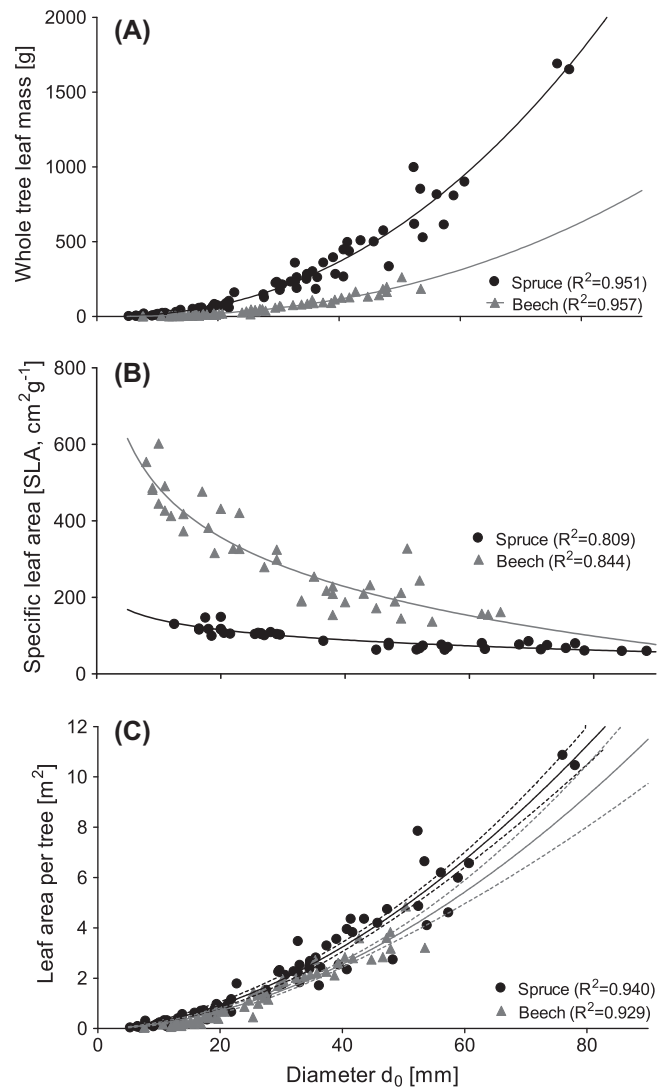 (A)
Whole tree leaf mass [g]
2000
1500
1000
500
0
Spruce (R²=0.951)
Beech (R²=0.957)
(B)
Specific leaf area [SLA, cm²g⁻¹]
800
600
400
200
0
Spruce (R²=0.809)
Beech (R²=0.844)
(C)
Leaf area per tree [m²]
12
10
8
6
4
2
0
Spruce (R²=0.940)
Beech (R²=0.929)
0 20 40 60 80
Diameter d₀ [mm]